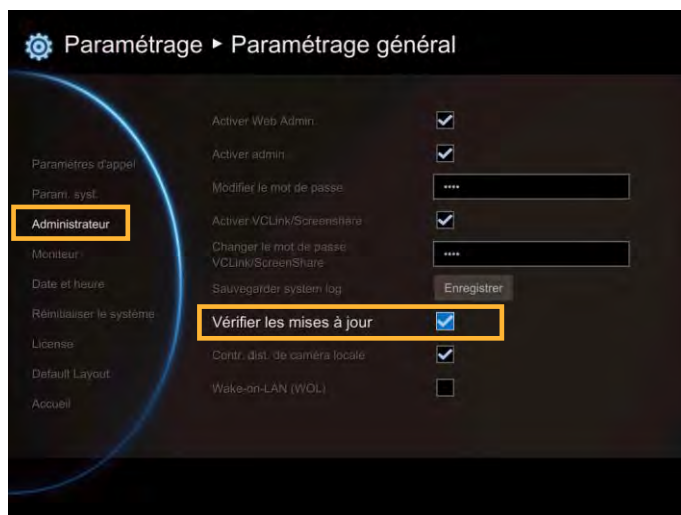 Paramétrage ► Paramétrage général
Paramètres d'appel
Param. syst.
Administrateur
Moniteur
Date et heure
Réinitialiser le système
License
Default Layout
Accueil
Activer Web Admin
Activer admin
Modifier le mot de passe
••••
Activer VCLink/Screenshare
Changer le mot de passe
VCLink/ScreenShare
••••
Sauvegarder system log
Enregistrer
Vérifier les mises à jour
Contr. dist. de caméra locale
Wake-on-LAN (WOL)